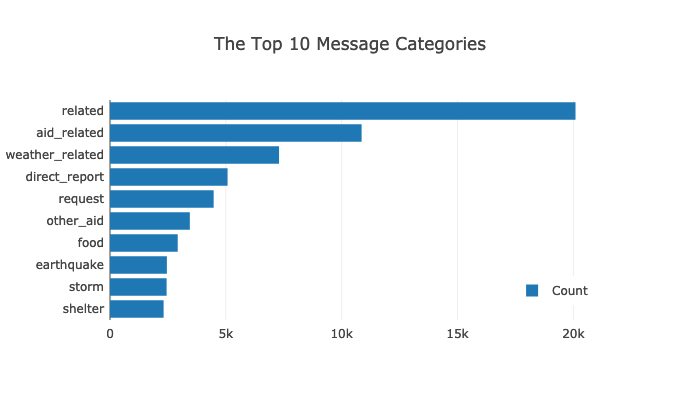 The Top 10 Message Categories
related
aid_related
weather_related
direct_report
request
other_aid
food
earthquake
storm
shelter
Count
0 5k 10k 15k 20k